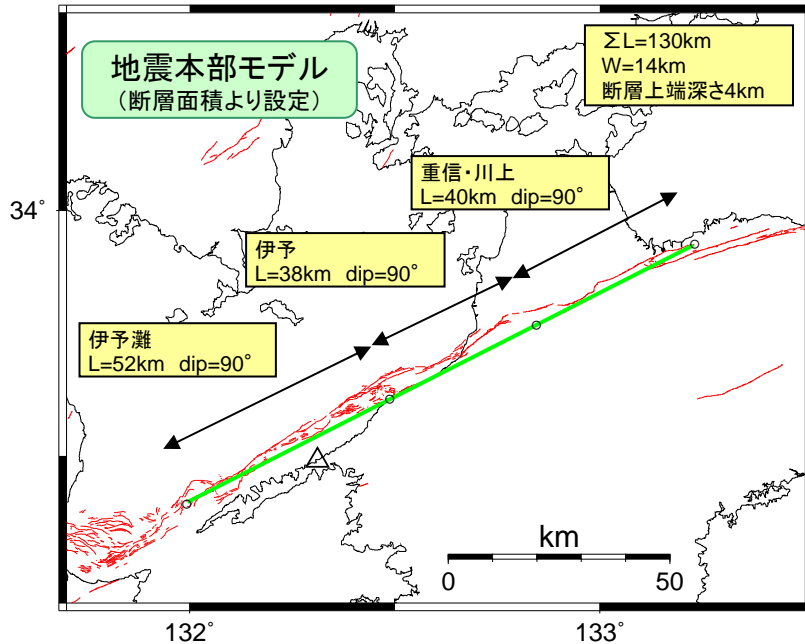 地震本部モデル
（断層面積より設定）
ΣL=130km
W=14km
断層上端深さ4km
重信・川上
L=40km dip=90°
34°
伊予
L=38km dip=90°
伊予灘
L=52km dip=90°
km
0 50
132° 133°